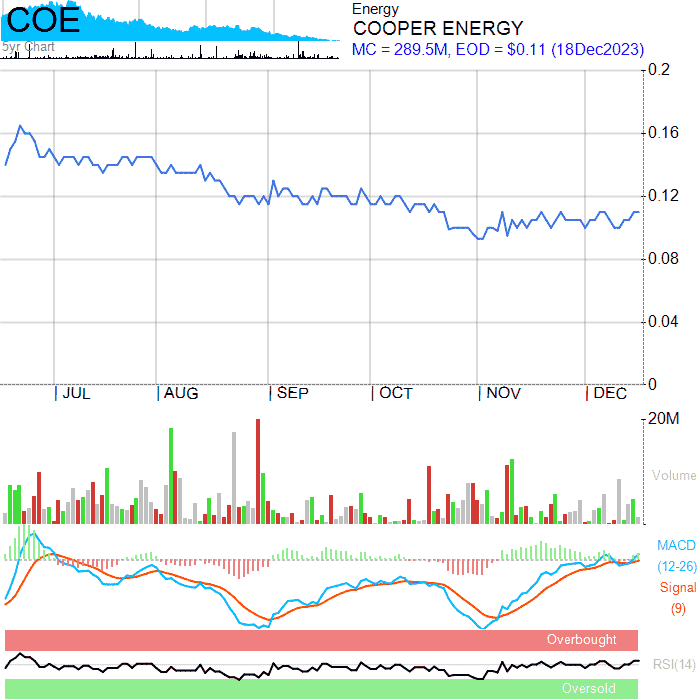 COE
5yr Chart
Energy
COOPER ENERGY
MC = 289.5M, EOD = $0.11 (18Dec2023)
0.2
0.16
0.12
0.08
0.04
0
| JUL | AUG | SEP | OCT | NOV | DEC
20M
Volume
MACD
(12-26)
Signal
(9)
Overbought
RSI(14)
Oversold